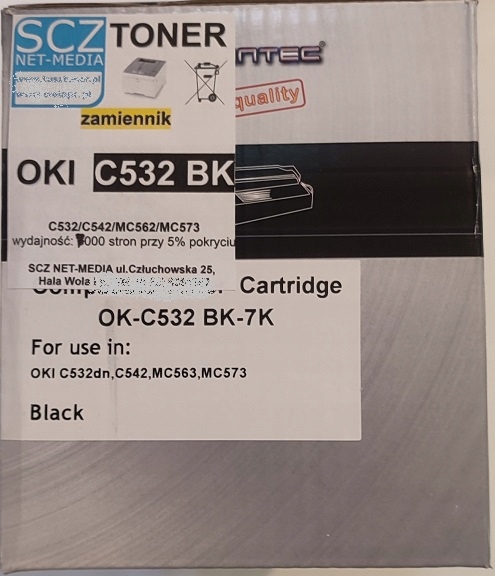 SCZ
NET-MEDIA
TONER
NTEC
quality
zamiennik
OKI C532 BK
C532/C542/MC562/MC573
wydajność: 000 stron przy 5% pokryciu
SCZ NET-MEDIA ul.Człuchowska 25,
Hala Wola
Cartridge
OK-C532 BK-7K
For use in:
OKI C532dn,C542,MC563,MC573
Black